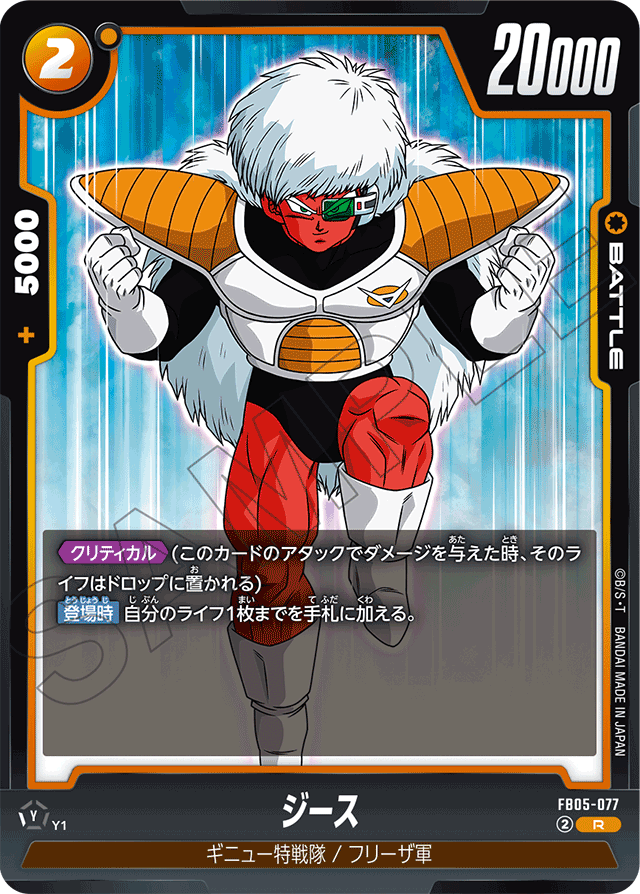 2
20000
+ 5000
BATTLE
SAMPLE
クリティカル (このカードのアタックでダメージを与えた時、そのラ
イフはドロップに置かれる)
登場時 自分のライフ1枚までを手札に加える。
©B/S・T BANDAI MADE IN JAPAN
ジース
FB05-077
Y Y1
② R
ギニュー特戦隊 / フリーザ軍